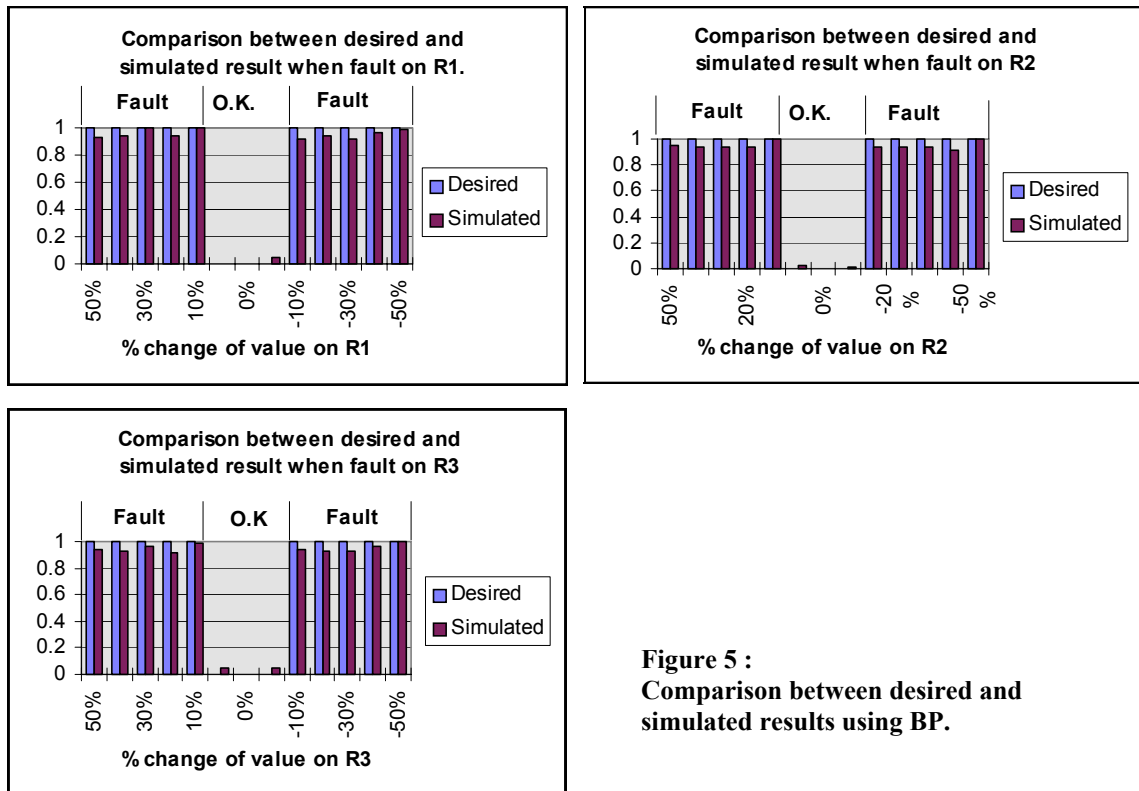 Comparison between desired and
simulated result when fault on R1.
Fault O.K. Fault
1
0.8
0.6
0.4
0.2
0
50% 30% 10% 0% -10% -30% -50%
% change of value on R1
Desired
Simulated
Comparison between desired and
simulated result when fault on R2
Fault O.K. Fault
1
0.8
0.6
0.4
0.2
0
50% 20% 0% -20 % -50 %
% change of value on R2
Desired
Simulated
Comparison between desired and
simulated result when fault on R3
Fault O.K Fault
1
0.8
0.6
0.4
0.2
0
50% 30% 10% 0% -10% -30% -50%
% change of value on R3
Desired
Simulated
Figure 5 :
Comparison between desired and
simulated results using BP.